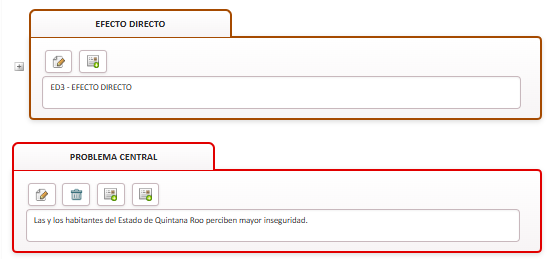 EFECTO DIRECTO
ED3 - EFECTO DIRECTO
PROBLEMA CENTRAL
Las y los habitantes del Estado de Quintana Roo perciben mayor inseguridad.